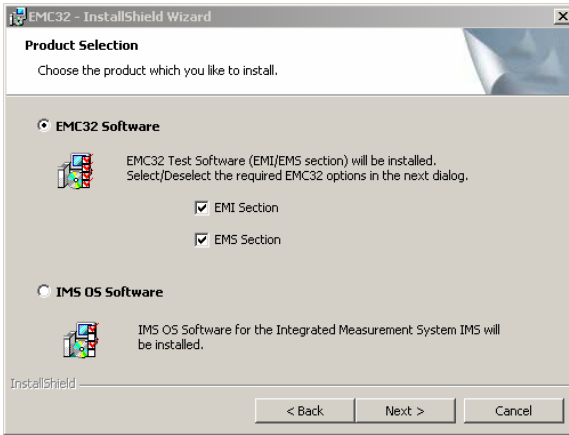 EMC32 - InstallShield Wizard
Product Selection
Choose the product which you like to install.
EMC32 Software
EMC32 Test Software (EMI/EMS section) will be installed.
Select/Deselect the required EMC32 options in the next dialog.
EMI Section
EMS Section
IMS OS Software
IMS OS Software for the Integrated Measurement System IMS will
be installed.
InstallShield
< Back Next > Cancel